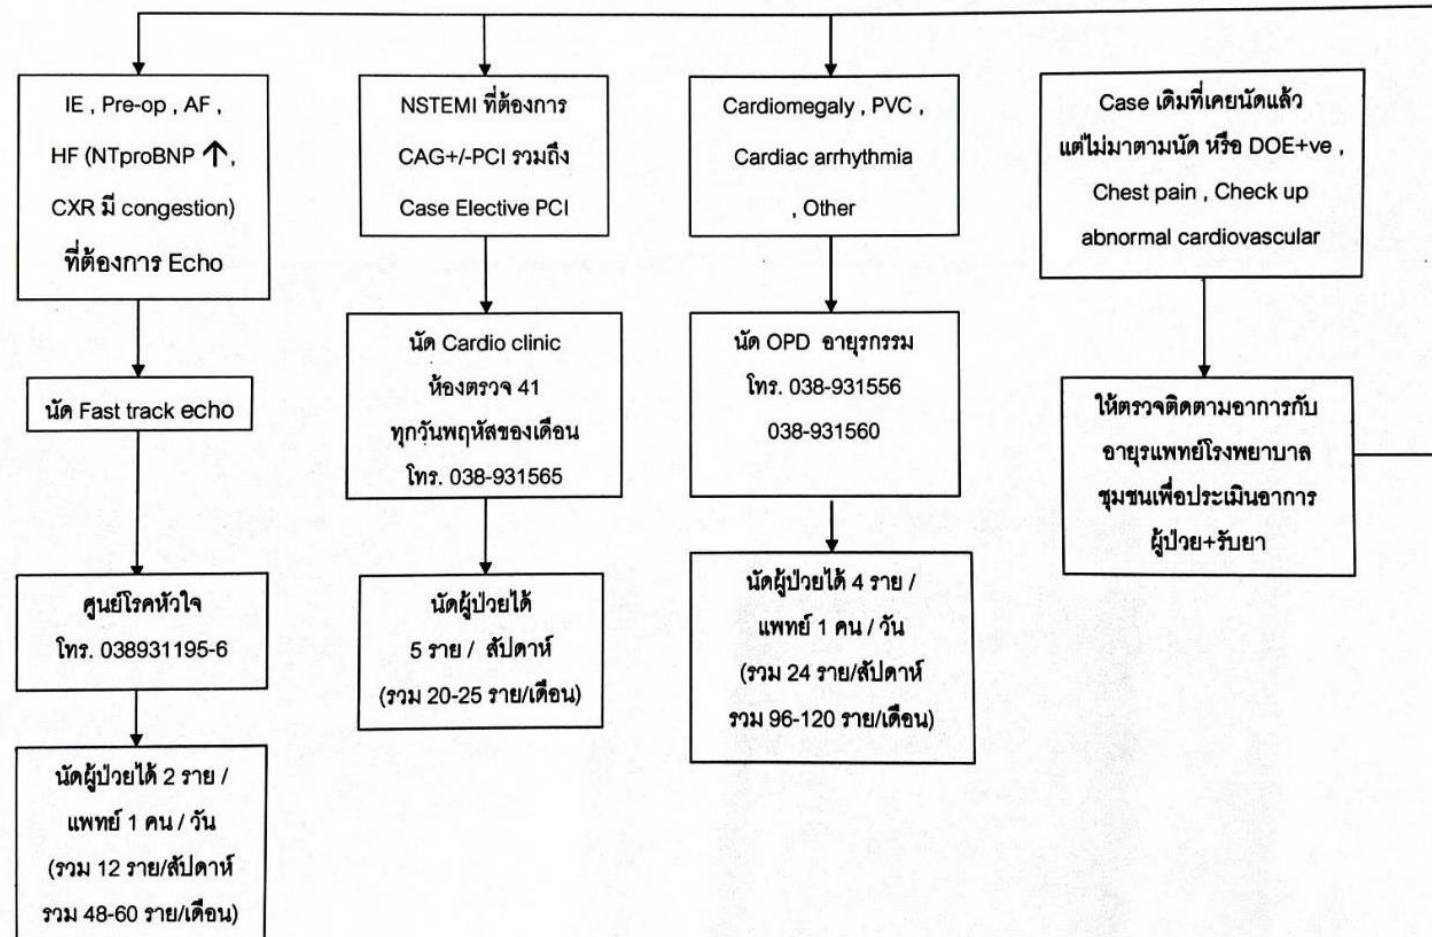 IE , Pre-op , AF ,
HF (NTproBNP ↑,
CXR มี congestion)
ที่ต้องการ Echo
นัด Fast track echo
ศูนย์โรคหัวใจ
โทร. 038931195-6
นัดผู้ป่วยได้ 2 ราย /
แพทย์ 1 คน / วัน
(รวม 12 ราย/สัปดาห์
รวม 48-60 ราย/เดือน)
NSTEMI ที่ต้องการ
CAG+/-PCI รวมถึง
Case Elective PCI
นัด Cardio clinic
ห้องตรวจ 41
ทุกวันพฤหัสของเดือน
โทร. 038-931565
นัดผู้ป่วยได้
5 ราย / สัปดาห์
(รวม 20-25 ราย/เดือน)
Cardiomegaly , PVC ,
Cardiac arrhythmia
, Other
นัด OPD อายุรกรรม
โทร. 038-931556
038-931560
นัดผู้ป่วยได้ 4 ราย /
แพทย์ 1 คน / วัน
(รวม 24 ราย/สัปดาห์
รวม 96-120 ราย/เดือน)
Case เดิมที่เคยนัดแล้ว
แต่ไม่มาตามนัด หรือ DOE+ve ,
Chest pain , Check up
abnormal cardiovascular
ให้ตรวจติดตามอาการกับ
อายุรแพทย์โรงพยาบาล
ชุมชนเพื่อประเมินอาการ
ผู้ป่วย+รับยา